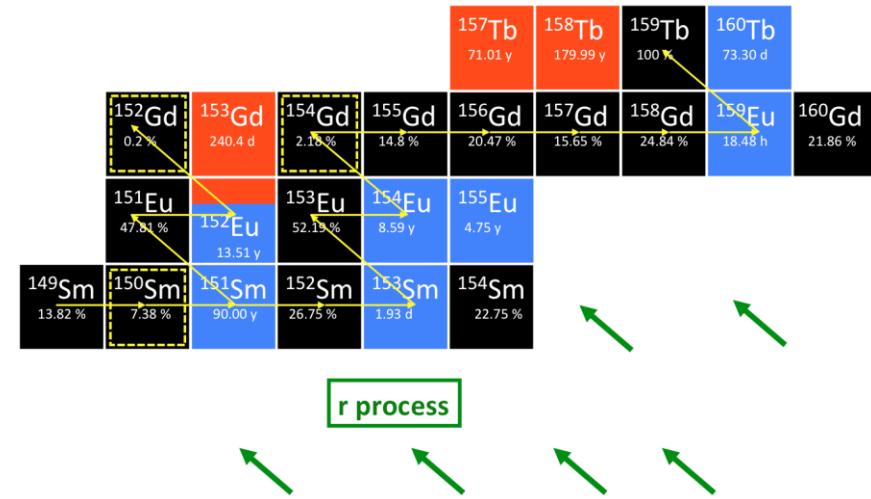 157Tb 158Tb 159Tb 160Tb
71.01 y 179.99 y 100 % 73.30 d
152Gd 153Gd 154Gd 155Gd 156Gd 157Gd 158Gd 159Eu 160Gd
0.2 % 240.4 d 2.18 % 14.8 % 20.47 % 15.65 % 24.84 % 18.48 h 21.86 %
151Eu 152Eu 153Eu 154Eu 155Eu
47.81 % 13.51 y 52.19 % 8.59 y 4.75 y
149Sm 150Sm 151Sm 152Sm 153Sm 154Sm
13.82 % 7.38 % 90.00 y 26.75 % 1.93 d 22.75 %
r process